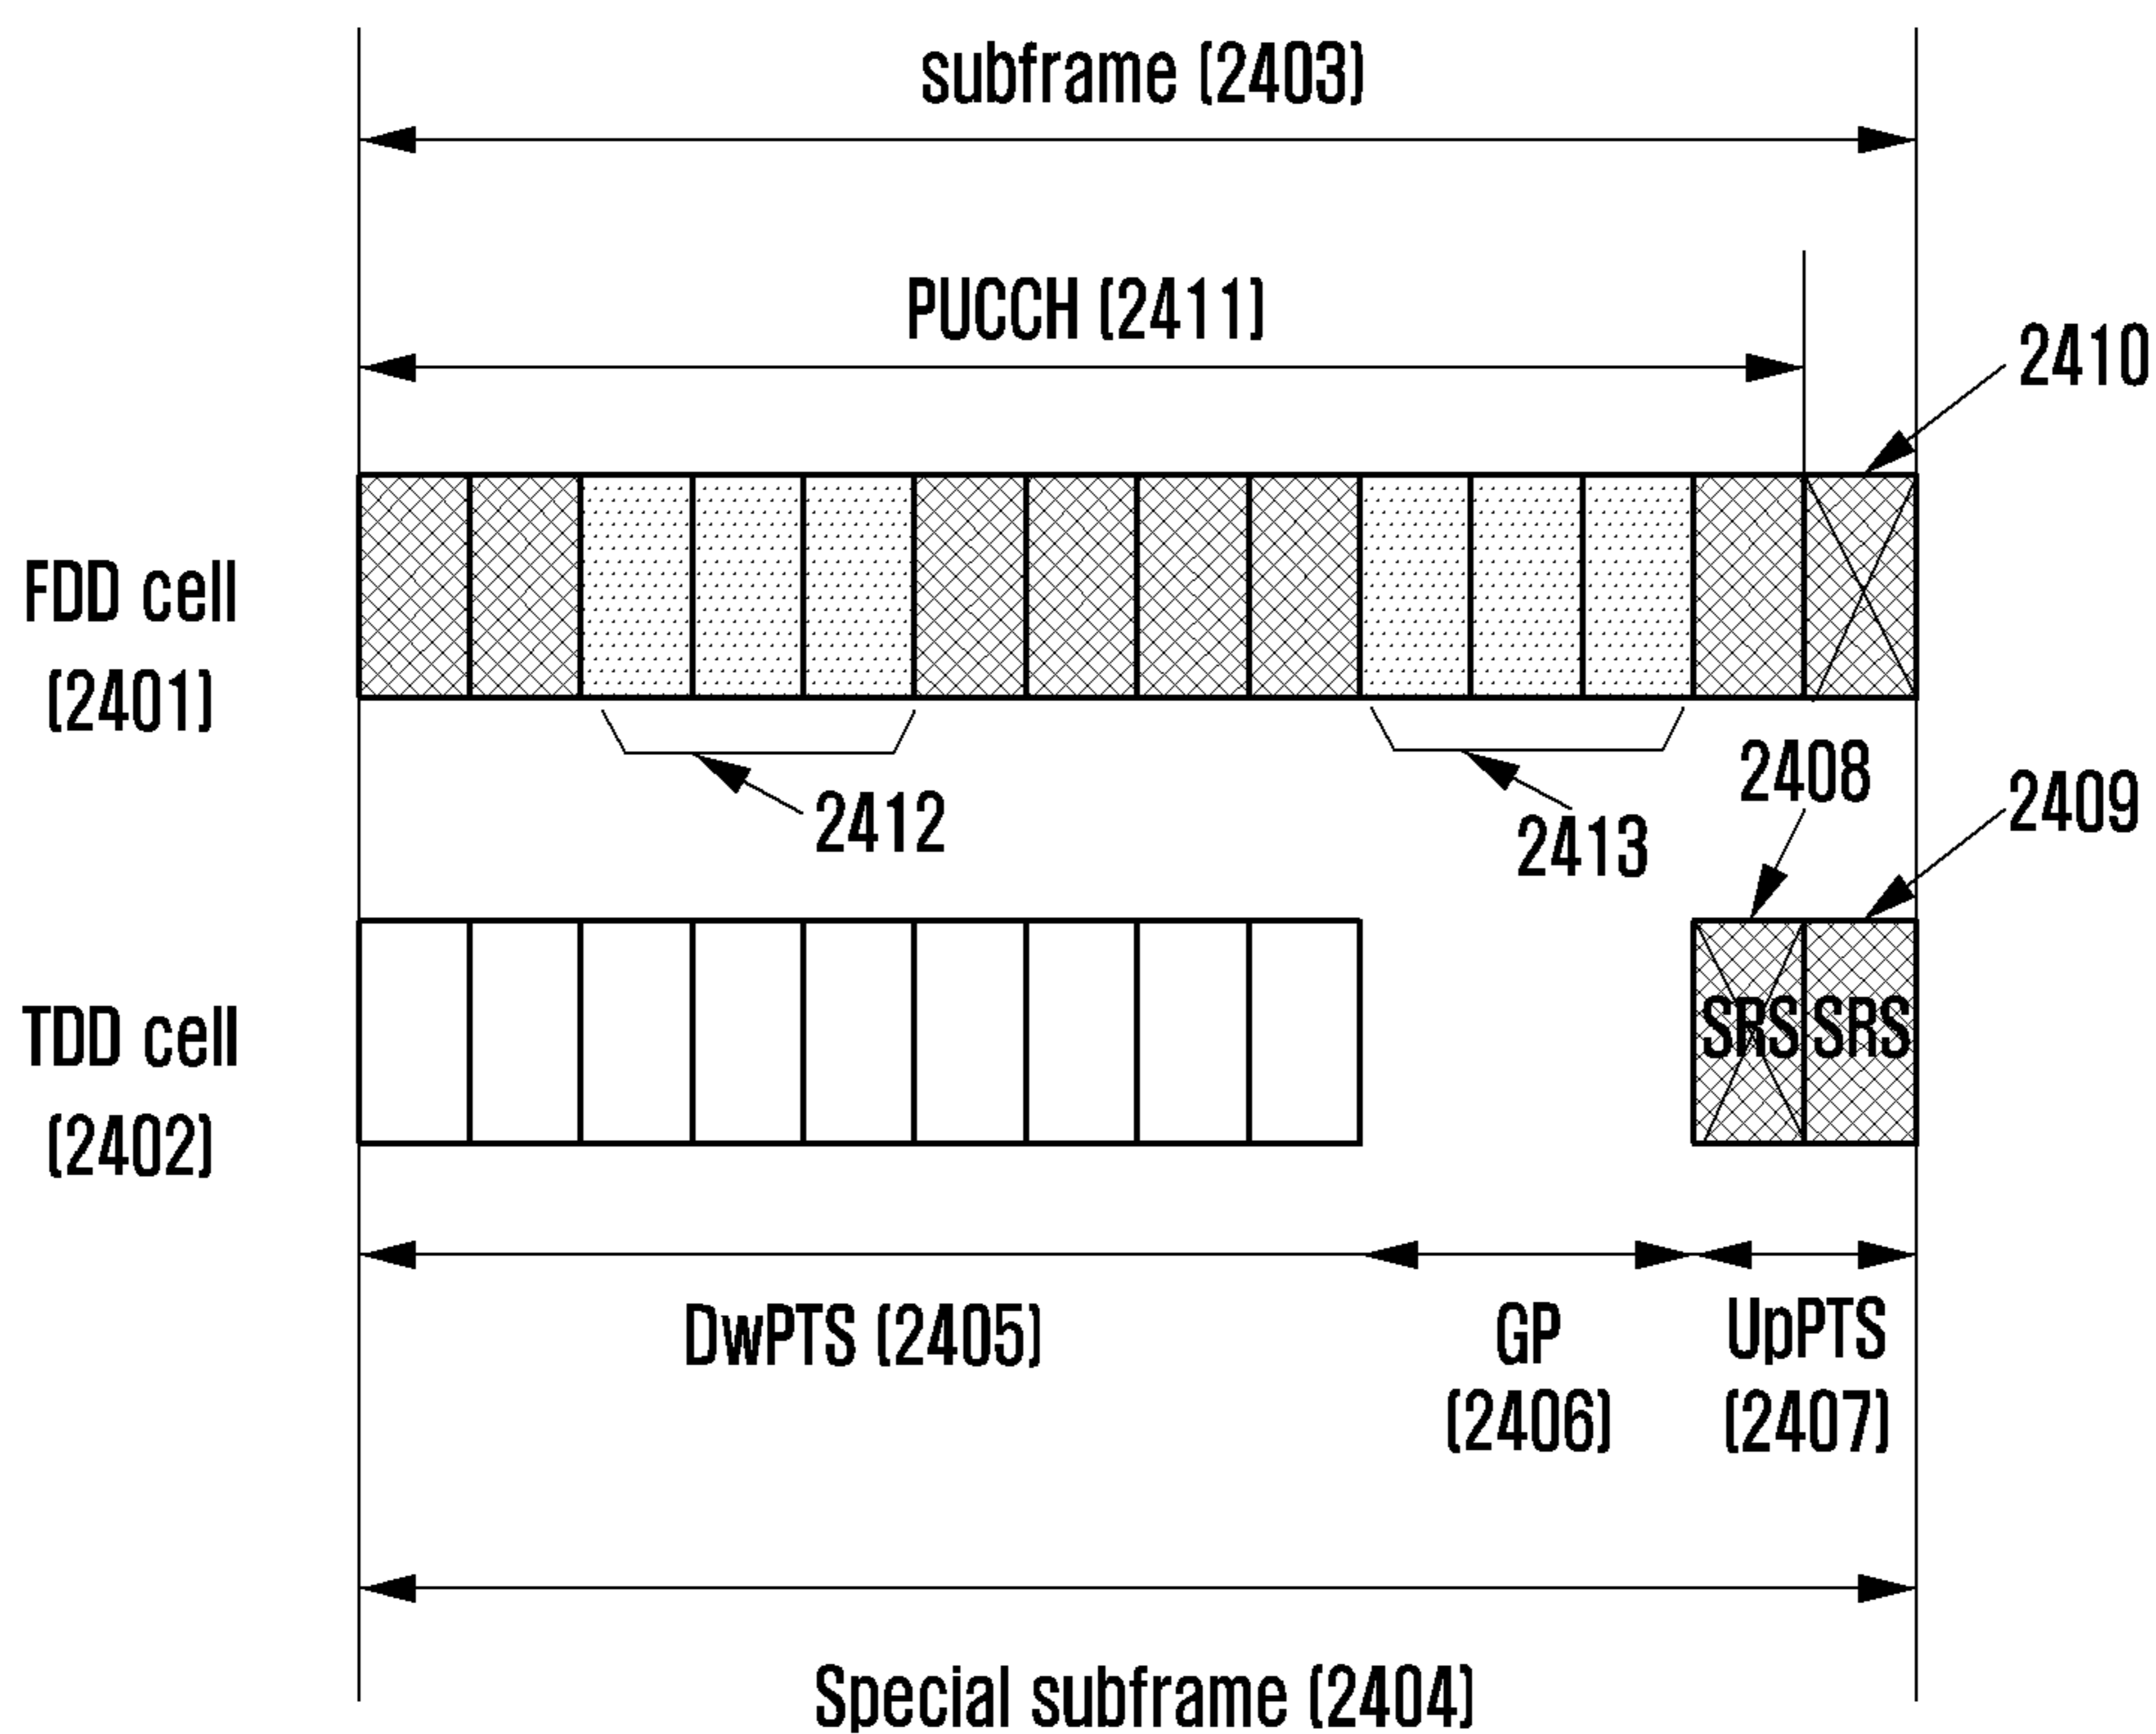 subframe (2403)
PUCCH (2411)
2410
FDD cell
(2401)
2412
2413
2408
2409
TDD cell
(2402)
SRS SRS
DwPTS (2405)
GP
(2406)
UpPTS
(2407)
Special subframe (2404)